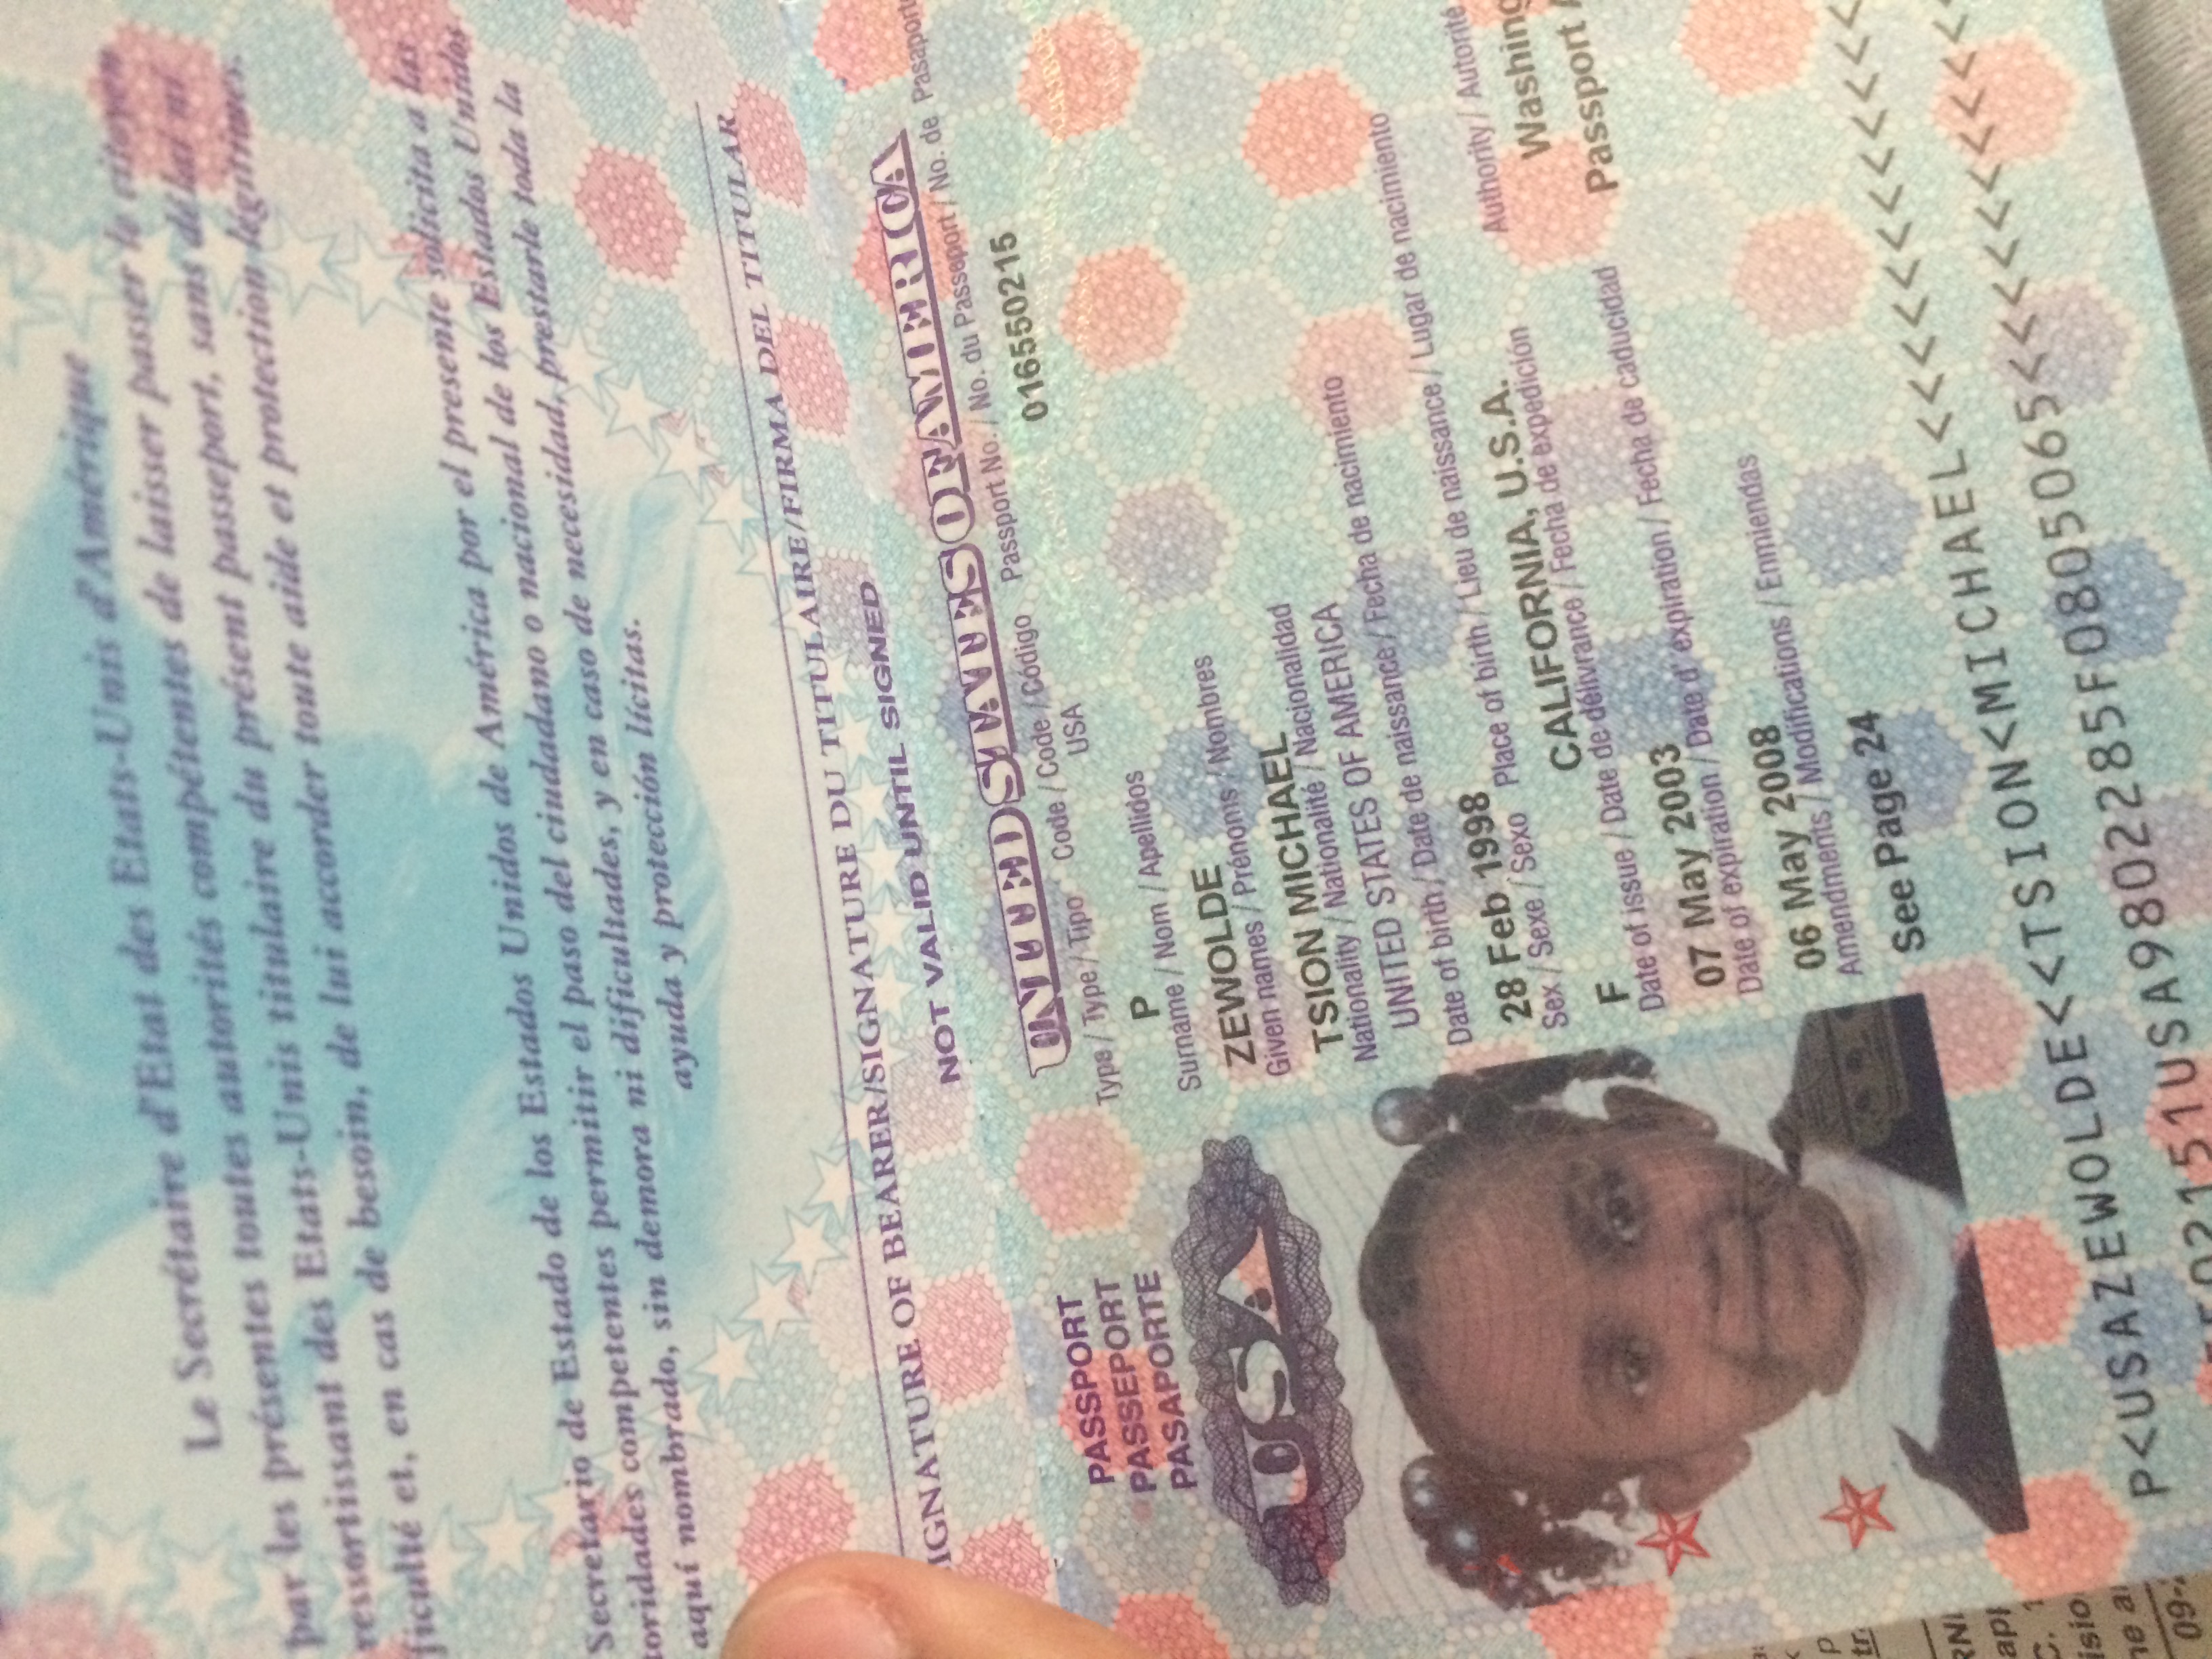 Le Secrétaire d'Etat des Etats-Unis d'Amérique
par les présentes toutes autorités compétentes de laisser passer le citoyen
ressortissant des Etats-Unis titulaire du présent passeport, sans délai ni
ficulté et, en cas de besoin, de lui accorder toute aide et protection légitimes.
Secretario de Estado de los Estados Unidos de América por el presente solicita a las
toridades competentes permitir el paso del ciudadano o nacional de los Estados Unidos
aquí nombrado, sin demora ni dificultades, y en caso de necesidad, prestarle toda la
ayuda y protección lícitas.
IGNATURE OF BEARER/SIGNATURE DU TITULAIRE/FIRMA DEL TITULAR
NOT VALID UNTIL SIGNED
UNITED STATES OF AMERICA
PASSPORT
PASSEPORT
PASAPORTE
USA
Type / Type / Tipo Code / Code / Código Passport No. / No. du Passeport / No. de Pasaporte
P USA 016550215
Surname / Nom / Apellidos
ZEWOLDE
Given names / Prénoms / Nombres
TSION MICHAEL
Nationality / Nationalité / Nacionalidad
UNITED STATES OF AMERICA
Date of birth / Date de naissance / Fecha de nacimiento
28 Feb 1998
Sex / Sexe / Sexo Place of birth / Lieu de naissance / Lugar de nacimiento
F CALIFORNIA, U.S.A.
Date of issue / Date de délivrance / Fecha de expedición Authority / Autorité
07 May 2003 Washing
Date of expiration / Date d' expiration / Fecha de caducidad Passport A
06 May 2008
Amendments / Modifications / Enmiendas
See Page 24
P<USAZEWOLDE<<TSION<MICHAEL<<<<<<<<<<<<
02151USA9802285F0805065<<<<<<<<<<